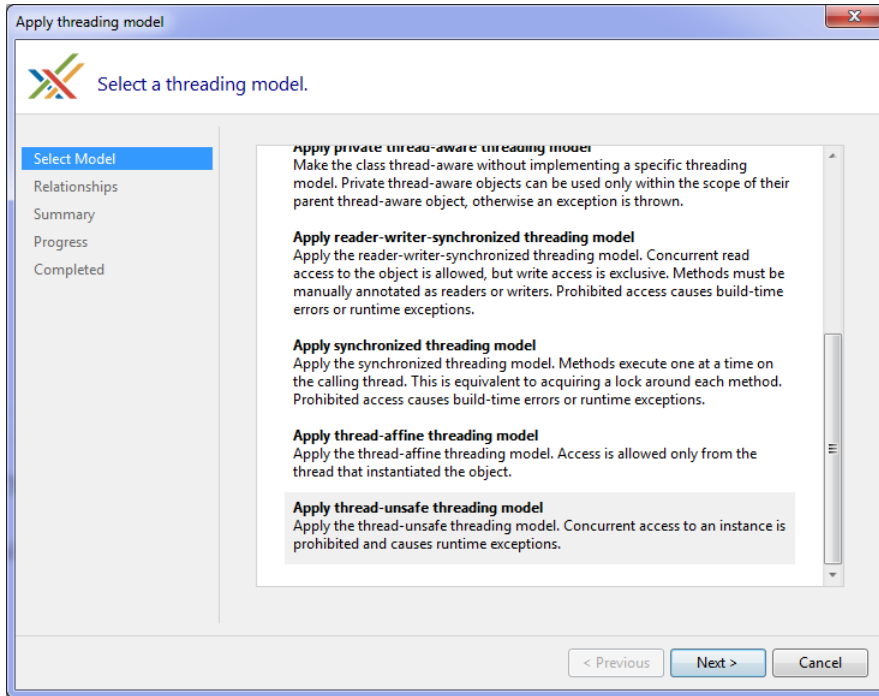 Apply threading model
Select a threading model.
Select Model
Relationships
Summary
Progress
Completed
Apply private thread-aware threading model
Make the class thread-aware without implementing a specific threading
model. Private thread-aware objects can be used only within the scope of their
parent thread-aware object, otherwise an exception is thrown.
Apply reader-writer-synchronized threading model
Apply the reader-writer-synchronized threading model. Concurrent read
access to the object is allowed, but write access is exclusive. Methods must be
manually annotated as readers or writers. Prohibited access causes build-time
errors or runtime exceptions.
Apply synchronized threading model
Apply the synchronized threading model. Methods execute one at a time on
the calling thread. This is equivalent to acquiring a lock around each method.
Prohibited access causes build-time errors or runtime exceptions.
Apply thread-affine threading model
Apply the thread-affine threading model. Access is allowed only from the
thread that instantiated the object.
Apply thread-unsafe threading model
Apply the thread-unsafe threading model. Concurrent access to an instance is
prohibited and causes runtime exceptions.
< Previous
Next >
Cancel